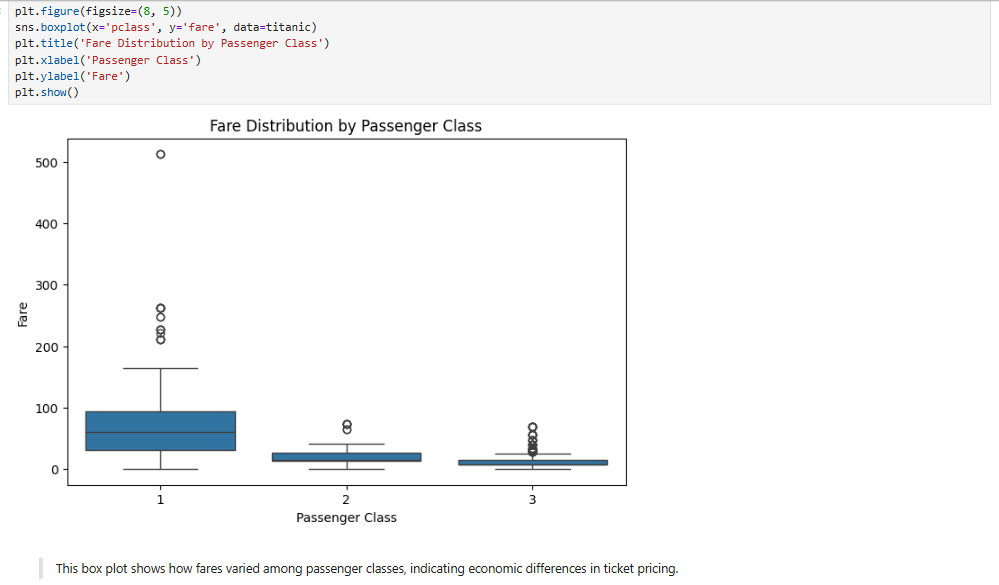 plt.figure(figsize=(8, 5))
sns.boxplot(x='pclass', y='fare', data=titanic)
plt.title('Fare Distribution by Passenger Class')
plt.xlabel('Passenger Class')
plt.ylabel('Fare')
plt.show()
Fare Distribution by Passenger Class
500
400
300
200
100
0
Fare
1 2 3
Passenger Class
This box plot shows how fares varied among passenger classes, indicating economic differences in ticket pricing.